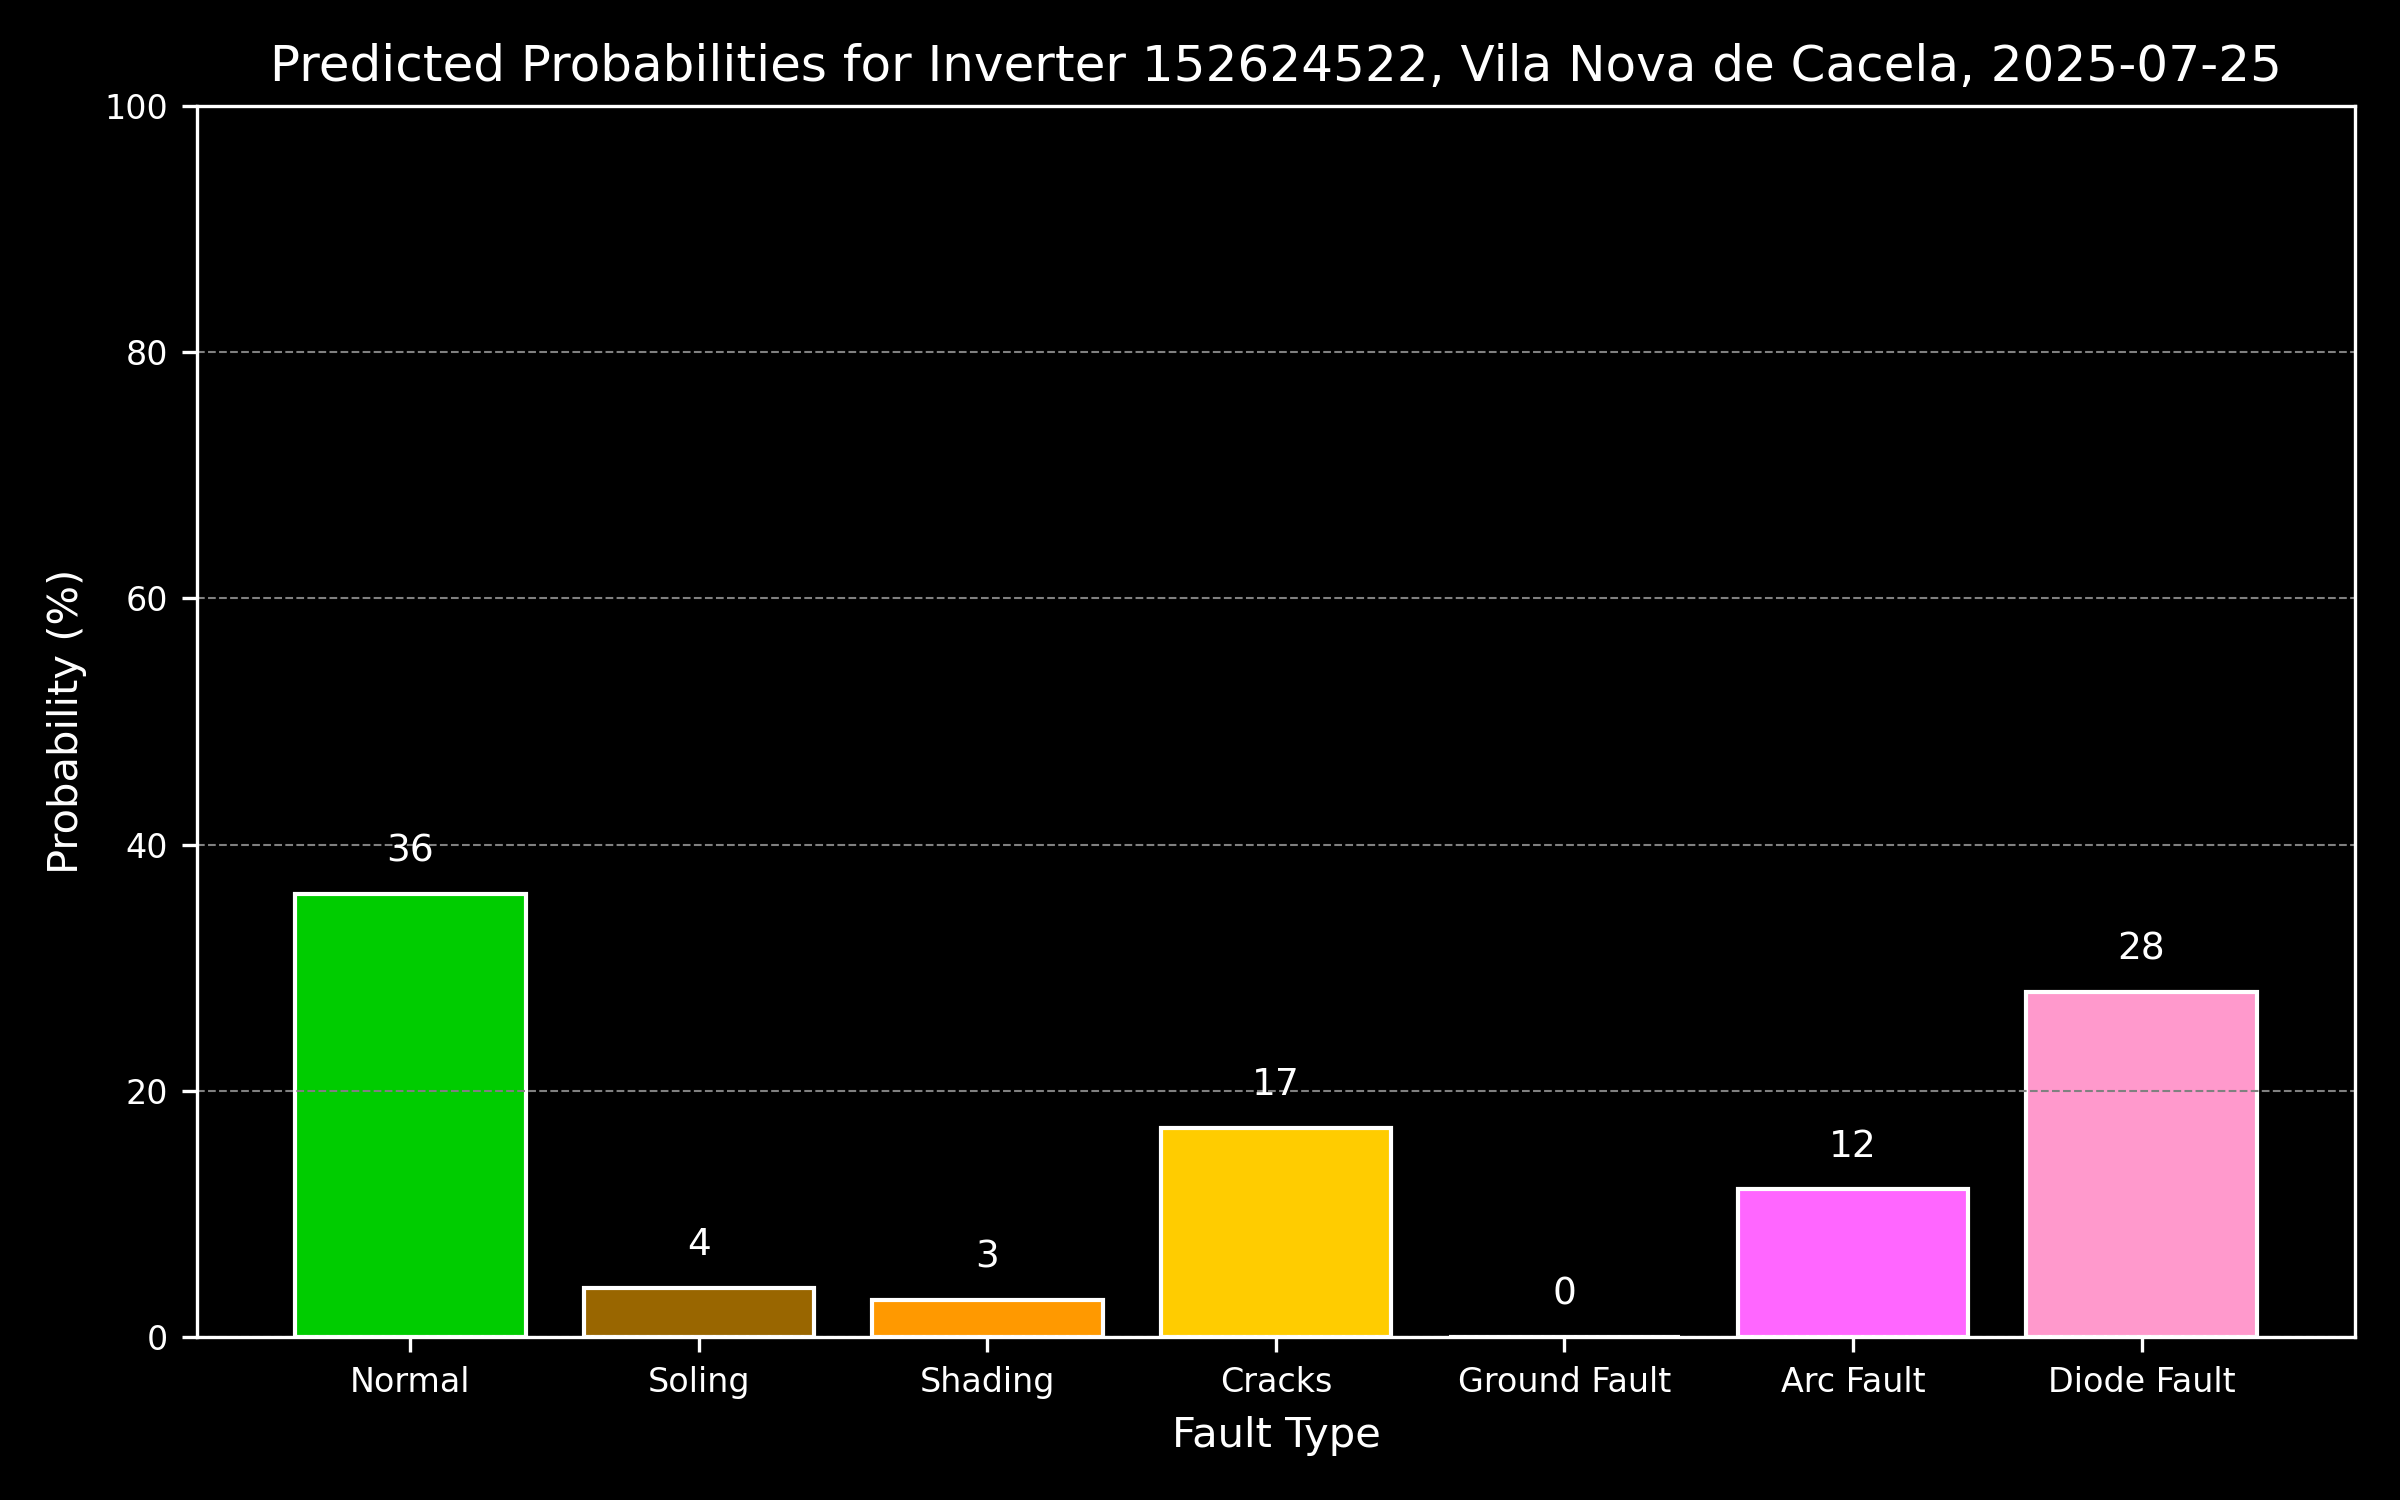 Predicted Probabilities for Inverter 152624522, Vila Nova de Cacela, 2025-07-25
100
80
60
40
20
0
Probability (%)
36
4
3
17
0
12
28
Normal
Soling
Shading
Cracks
Ground Fault
Arc Fault
Diode Fault
Fault Type